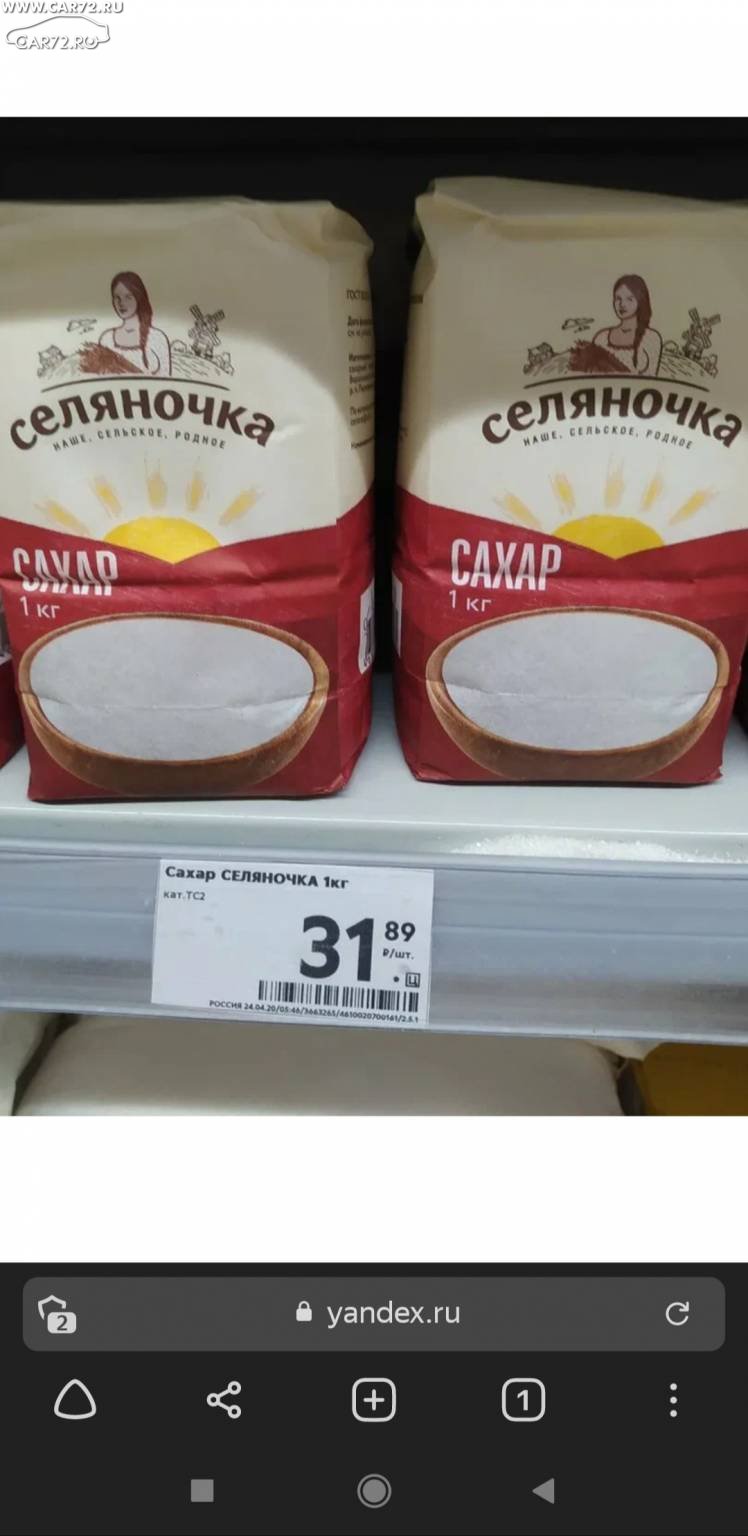 WWW.CAR72.RU
CAR72.RU
селяночка
НАШЕ, СЕЛЬСКОЕ, РОДНОЕ
САХАР
1 кг
селяночка
НАШЕ, СЕЛЬСКОЕ, РОДНОЕ
САХАР
1 кг
Сахар СЕЛЯНОЧКА 1кг
кат.ТС2
31 89
₽/шт.
Ц
РОССИЯ 24.04.20/05:46/3663265/4610020700161/2.5.1
2
yandex.ru
1